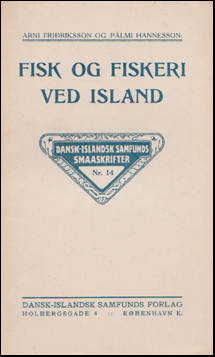 ARNI FRIÐRIKSSON OG PÁLMI HANNESSON:
FISK OG FISKERI
VED ISLAND
DANSK-ISLANDSK SAMFUNDS
SMAASKRIFTER
Nr. 14
DANSK-ISLANDSK SAMFUNDS FORLAG
HOLBERGSGADE 4 :: KØBENHAVN K.